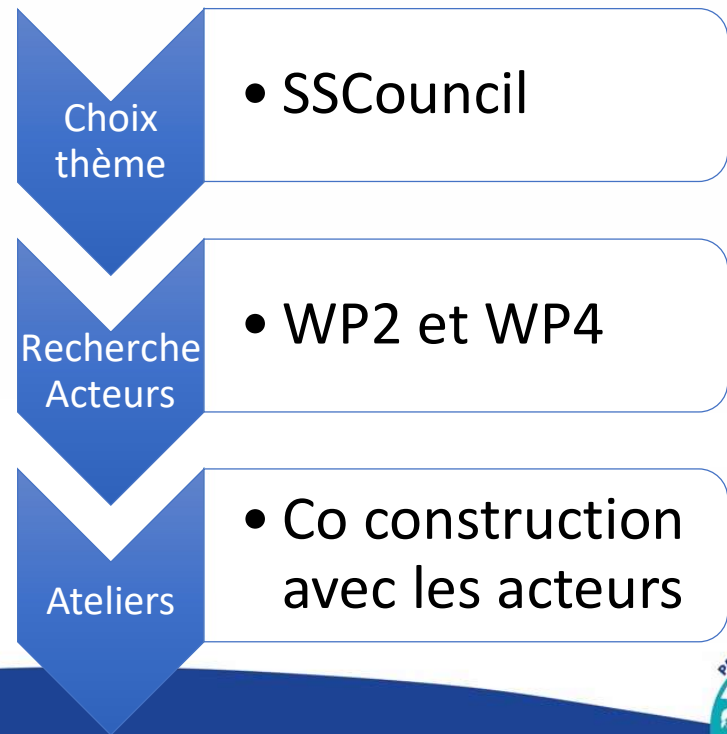 Choix
thème
• SSCouncil
Recherche
Acteurs
• WP2 et WP4
Ateliers
• Co construction
avec les acteurs